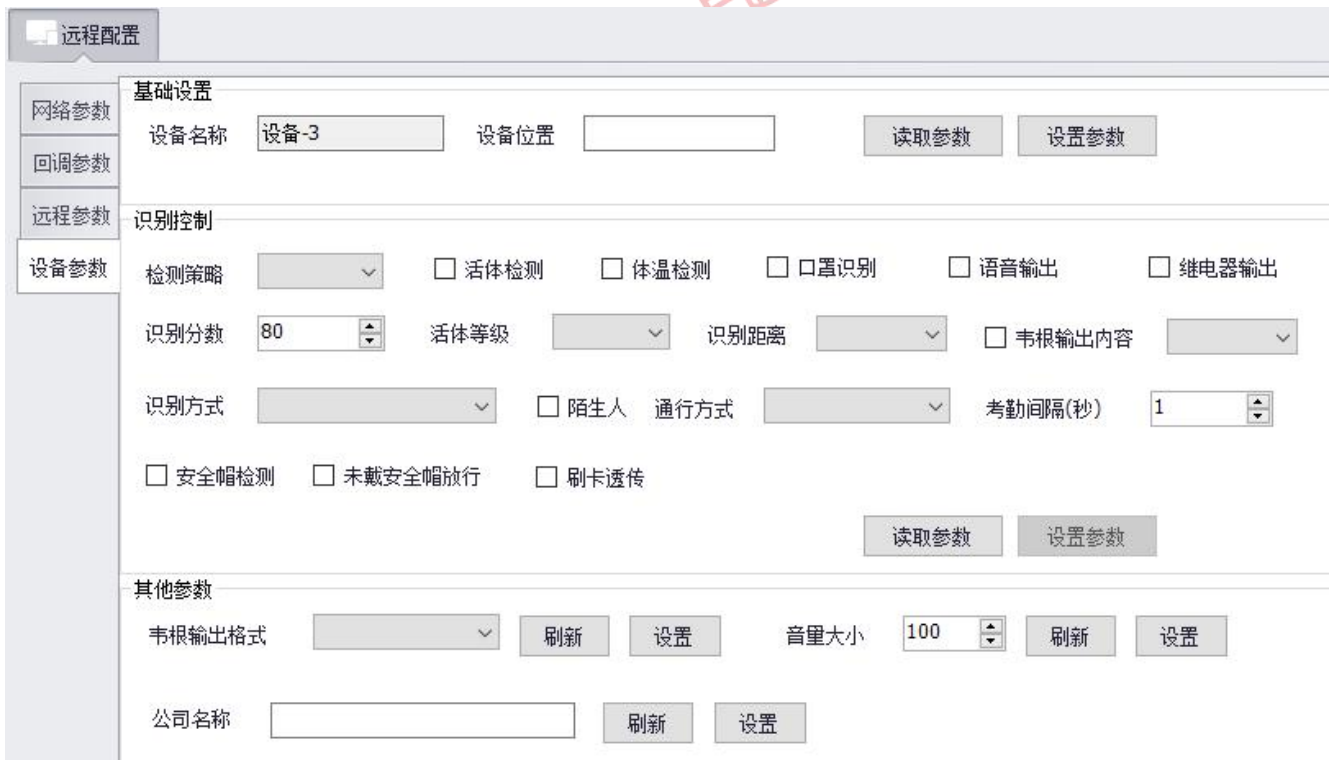 远程配置
网络参数
回调参数
远程参数
设备参数
基础设置
设备名称 设备-3 设备位置 读取参数 设置参数
识别控制
检测策略 活体检测 体温检测 口罩识别 语音输出 继电器输出
识别分数 80 活体等级 识别距离 韦根输出内容
识别方式 陌生人 通行方式 考勤间隔(秒) 1
安全帽检测 未戴安全帽放行 刷卡透传
读取参数 设置参数
其他参数
韦根输出格式 刷新 设置 音量大小 100 刷新 设置
公司名称 刷新 设置